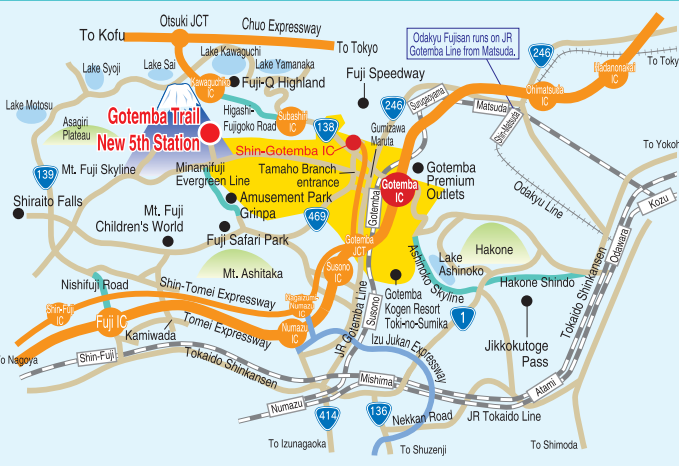 Otsuki JCT
Chuo Expressway
To Kofu
To Tokyo
Odakyu Fujisan runs on JR
Gotemba Line from Matsuda.
246
Lake Kawaguchi
Lake Sai
Lake Yamanaka
Lake Syoji
Kawaguchiko
IC
Fuji-Q Highland
Fuji Speedway
Ohimatsuda
IC
Lake Motosu
Gotemba Trail
New 5th Station
Higashi-
Fujigoko Road
Subashiri
IC
138
246
Surugaoyama
Matsuda
Shin-Matsuda
Asagiri
Plateau
Gumizawa
Maruta
Shin-Gotemba IC
To Yokoh
139
Mt. Fuji Skyline
Minamifuji
Evergreen Line
Tamaho Branch
entrance
Gotemba
IC
Gotemba
Premium
Outlets
Shiraito Falls
Amusement Park
Grinpa
Gotemba
Odakyu Line
Kozu
Mt. Fuji
Children's World
469
Fuji Safari Park
Gotemba
JCT
Odawara
Hakone
Lake
Ashinoko
Ashinoko Skyline
Mt. Ashitaka
Susono
IC
Nishifuji Road
Shin-Tomei Expressway
Nagaizumi
Numazu
IC
Gotemba
Kogen Resort
Toki-no-Sumika
Hakone Shindo
Tokaido Shinkansen
Shin-Fuji
IC
Fuji IC
Tomei Expressway
Numazu
IC
JR Gotemba Line
Susono
1
Kamiwada
Izu Jukan Expressway
Jikkokutoge
Pass
To Nagoya
Shin-Fuji
Tokaido Shinkansen
Mishima
Atami
Numazu
414
136
Nekkan Road
JR Tokaido Line
To Izunagaoka
To Shuzenji
To Shimoda